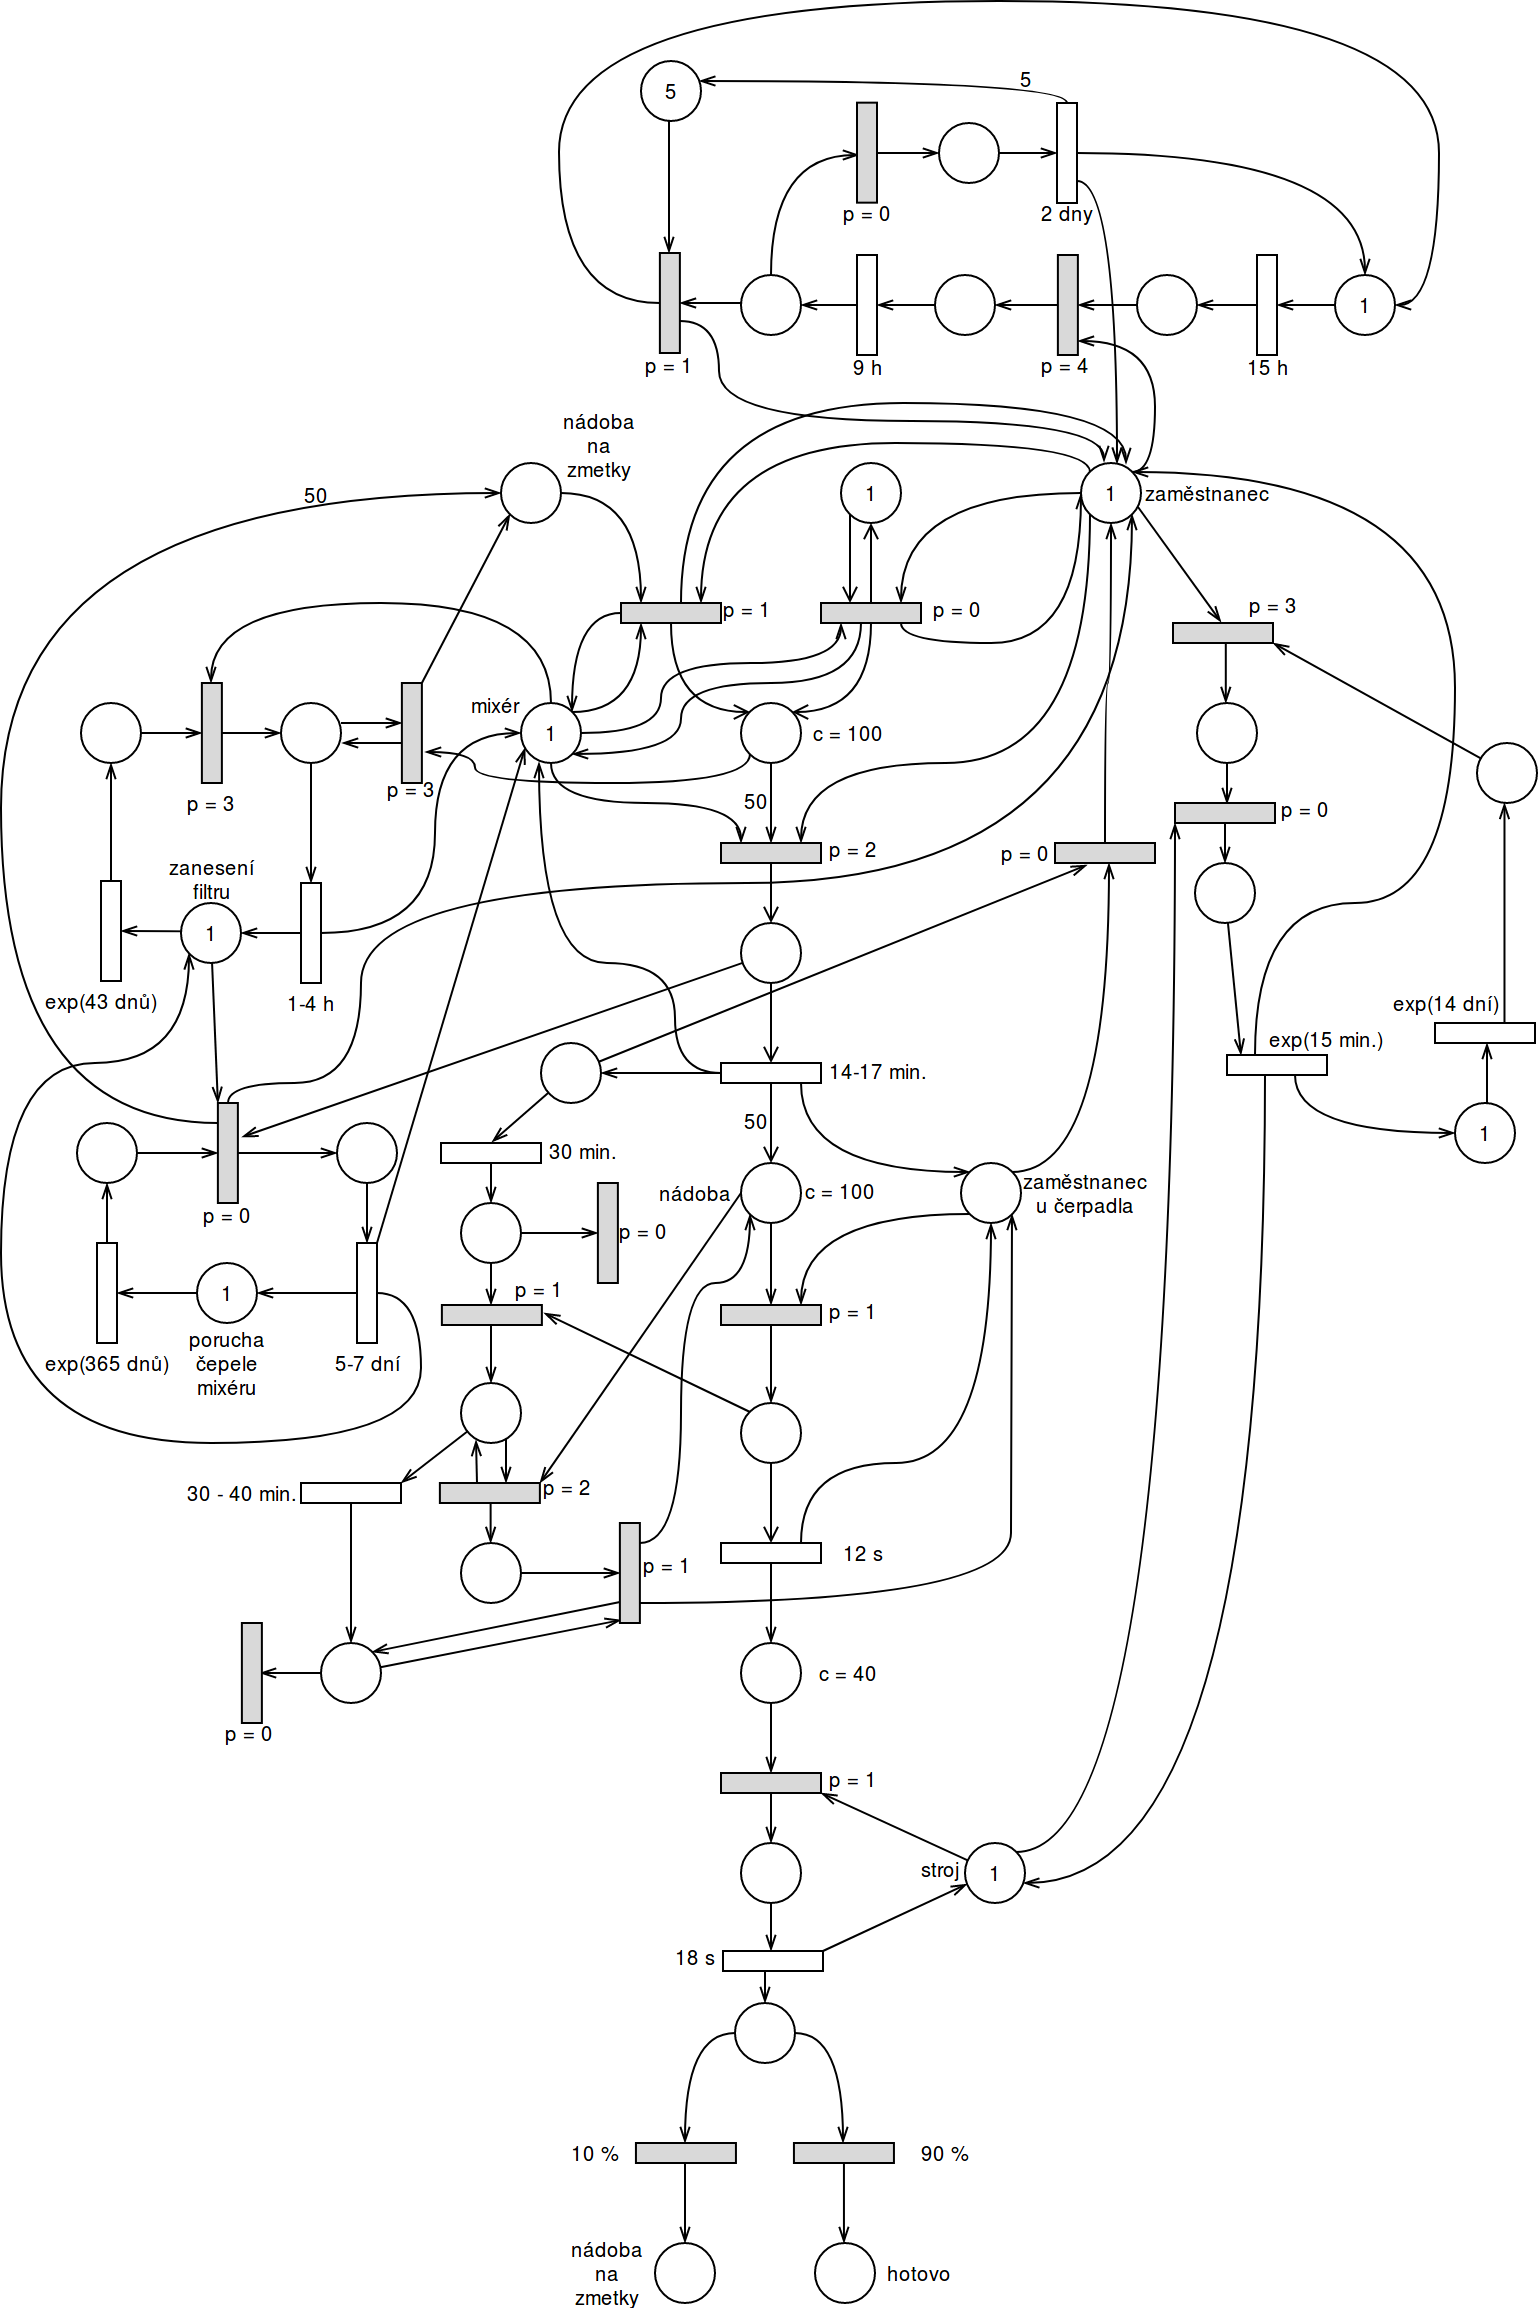 5
5
p = 0
2 dny
1
p = 1
9 h
p = 4
15 h
nádoba
na
zmetky
50
1
1
zaměstnanec
p = 1
p = 0
p = 3
mixér
1
c = 100
p = 3
p = 3
50
p = 2
p = 0
p = 0
zanesení
filtru
1
exp(43 dnů)
1-4 h
exp(14 dní)
exp(15 min.)
14-17 min.
50
30 min.
1
zaměstnanec
u čerpadla
nádoba
c = 100
p = 0
p = 0
1
p = 1
p = 1
porucha
čepele
mixéru
exp(365 dnů)
5-7 dní
30 - 40 min.
p = 2
12 s
p = 1
c = 40
p = 0
p = 1
stroj
1
18 s
10 %
90 %
nádoba
na
zmetky
hotovo